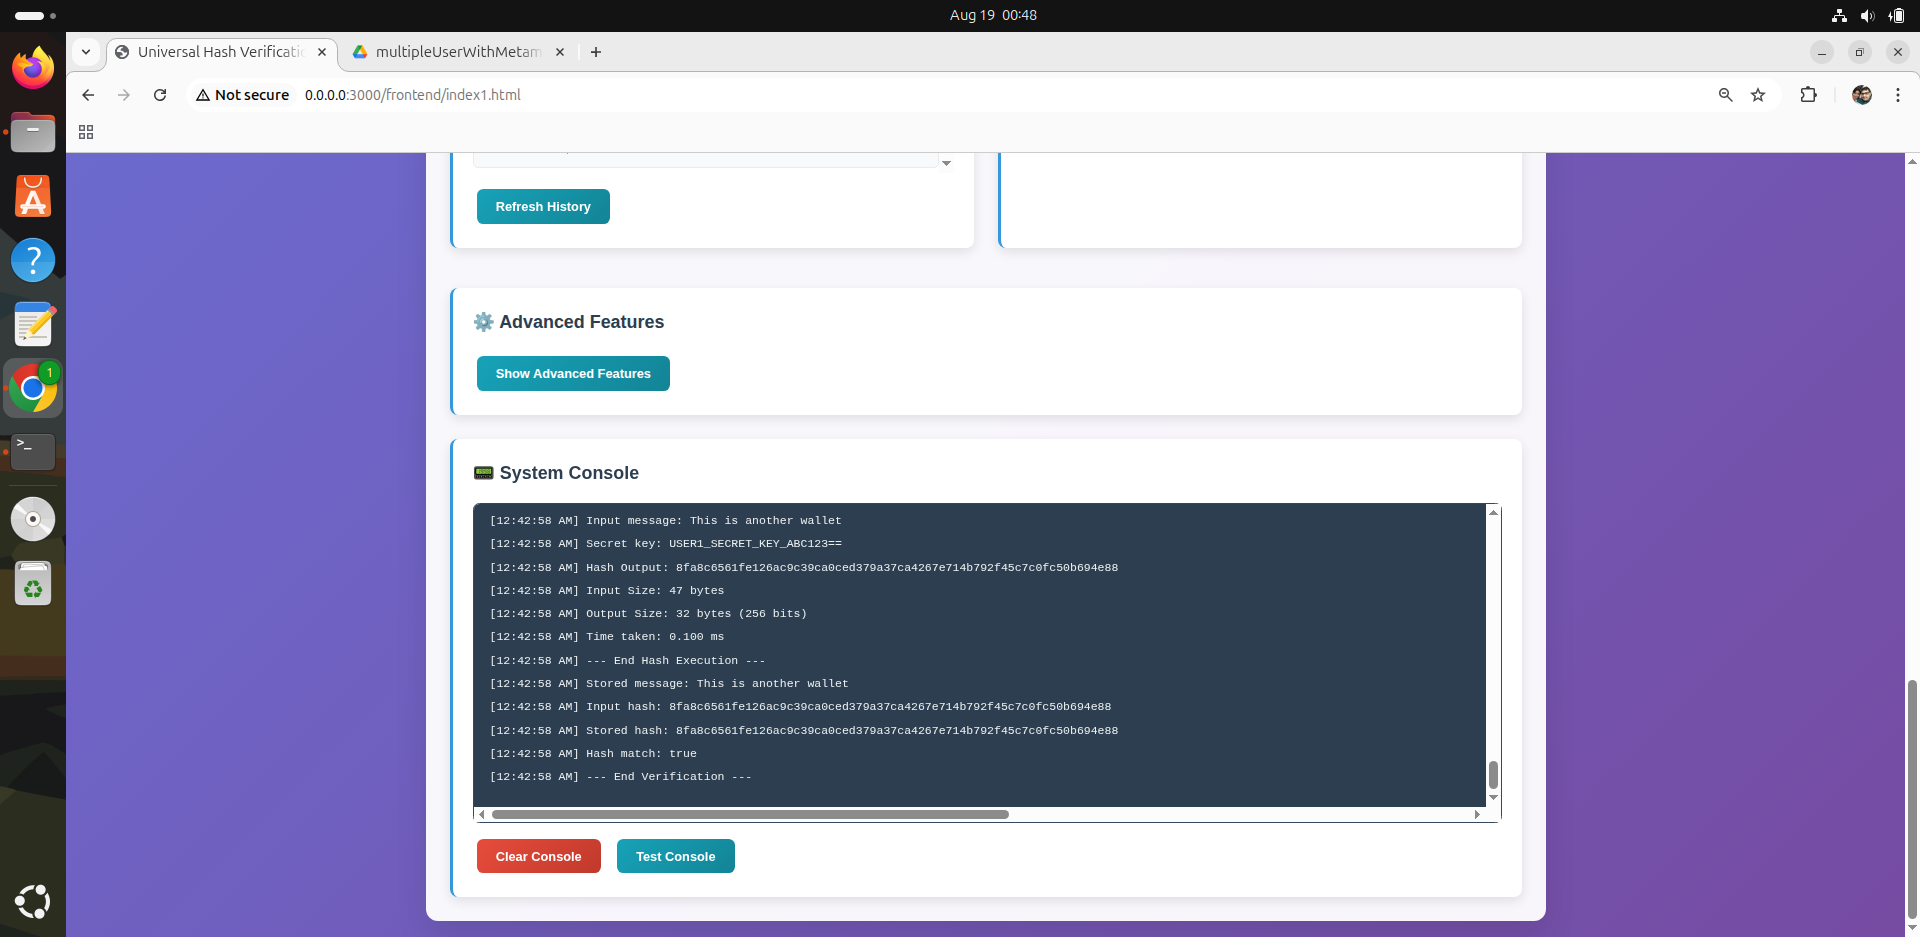 Aug 19 00:48
Universal Hash Verificatio
multipleUserWithMetam
Not secure 0.0.0.0:3000/frontend/index1.html
Refresh History
Advanced Features
Show Advanced Features
System Console
[12:42:58 AM] Input message: This is another wallet
[12:42:58 AM] Secret key: USER1_SECRET_KEY_ABC123==
[12:42:58 AM] Hash Output: 8fa8c6561fe126ac9c39ca0ced379a37ca4267e714b792f45c7c0fc50b694e88
[12:42:58 AM] Input Size: 47 bytes
[12:42:58 AM] Output Size: 32 bytes (256 bits)
[12:42:58 AM] Time taken: 0.100 ms
[12:42:58 AM] --- End Hash Execution ---
[12:42:58 AM] Stored message: This is another wallet
[12:42:58 AM] Input hash: 8fa8c6561fe126ac9c39ca0ced379a37ca4267e714b792f45c7c0fc50b694e88
[12:42:58 AM] Stored hash: 8fa8c6561fe126ac9c39ca0ced379a37ca4267e714b792f45c7c0fc50b694e88
[12:42:58 AM] Hash match: true
[12:42:58 AM] --- End Verification ---
Clear Console
Test Console
1